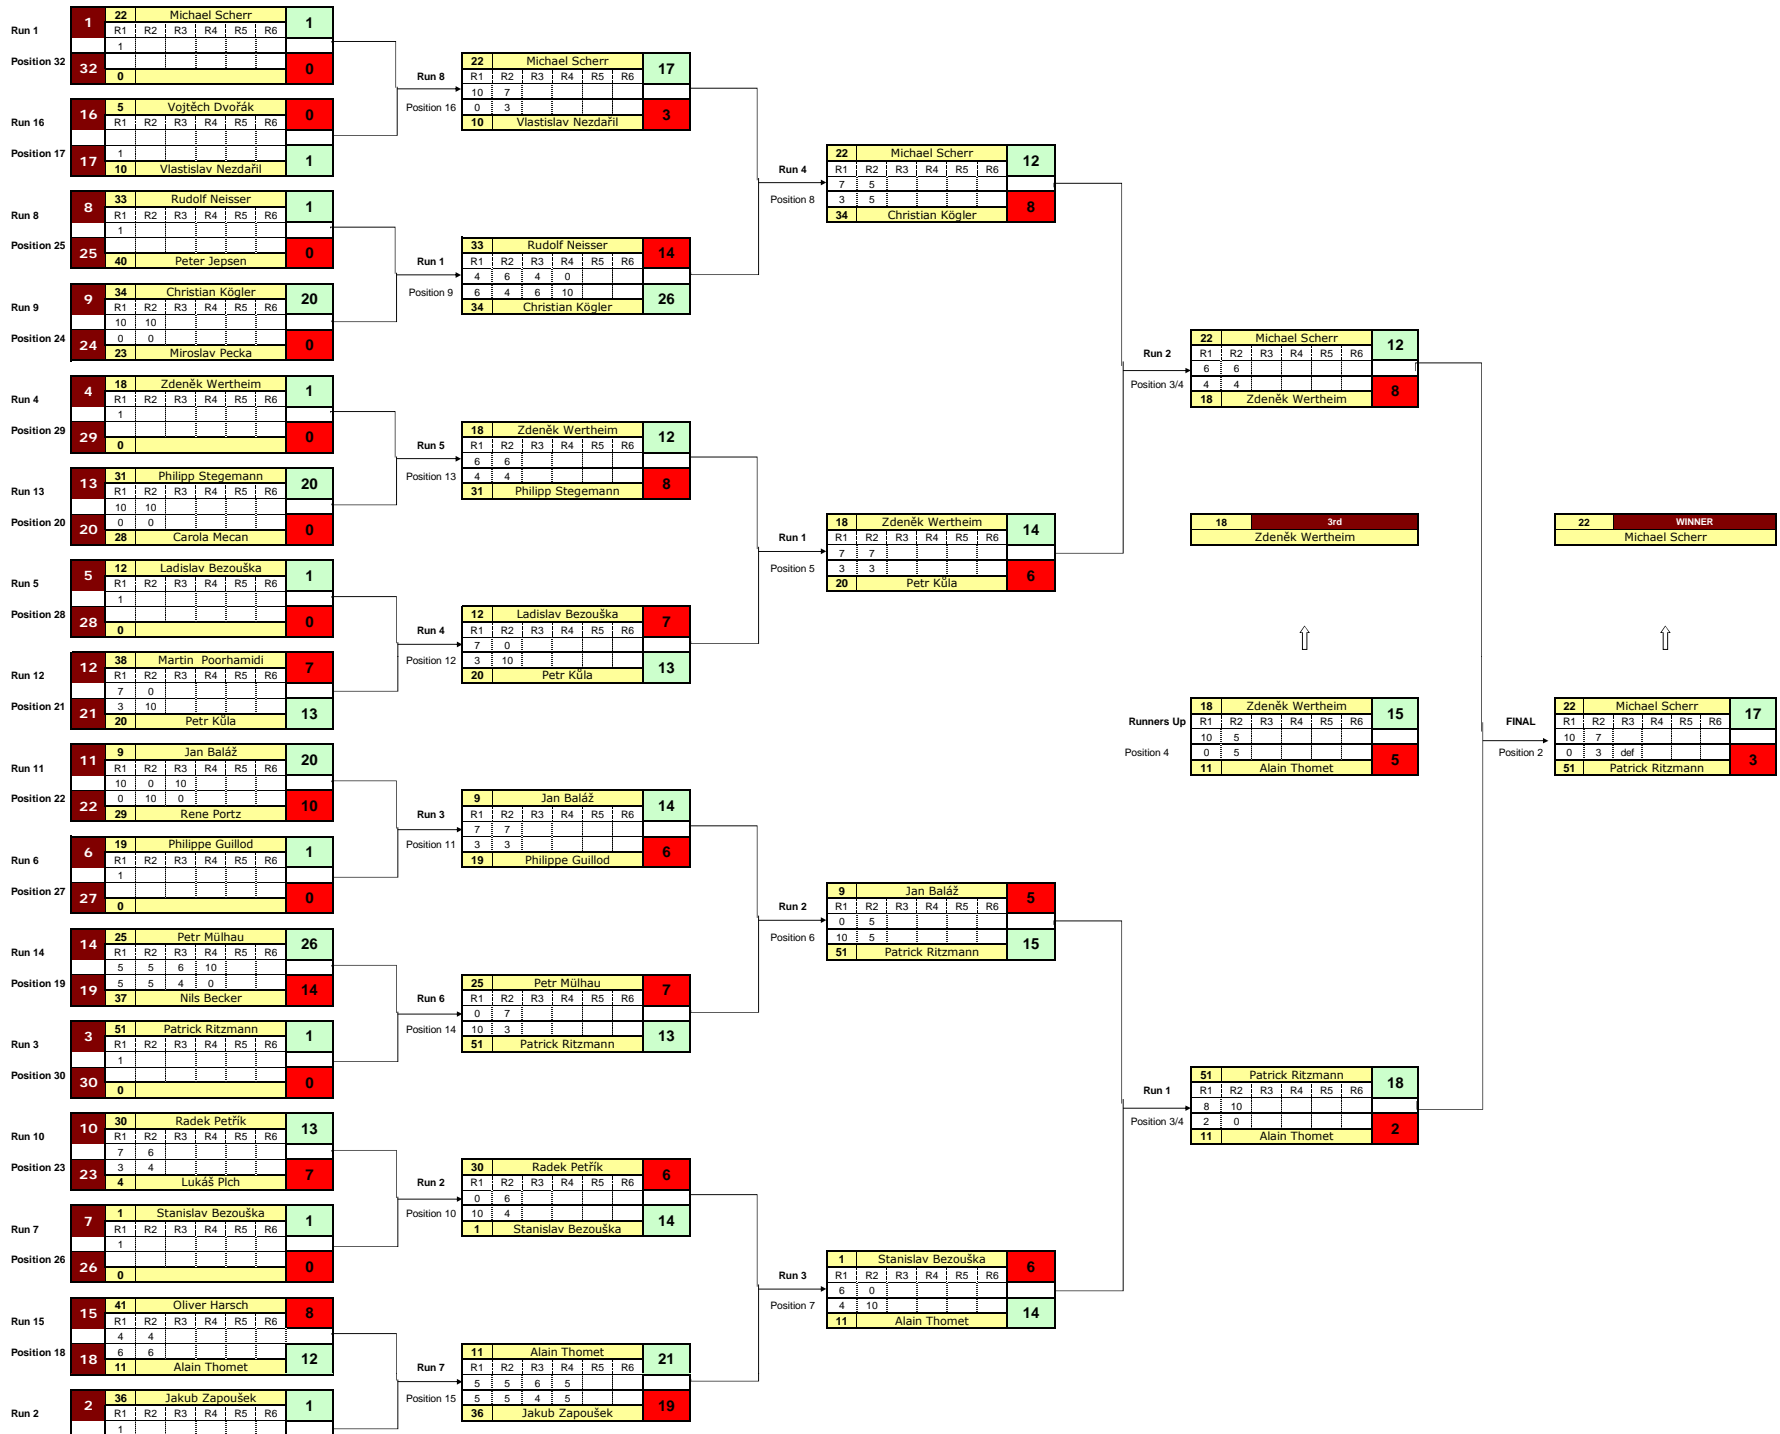 Run 1
Position 32
1 22 Michael Scherr 1
R1 R2 R3 R4 R5 R6
1
32 0 0
Run 16
Position 17
16 5 Vojtěch Dvořák 0
R1 R2 R3 R4 R5 R6
1
17 10 Vlastislav Nezdařil 1
Run 8
Position 25
8 33 Rudolf Neisser 1
R1 R2 R3 R4 R5 R6
1
25 40 Peter Jepsen 0
Run 9
Position 24
9 34 Christian Kögler 20
R1 R2 R3 R4 R5 R6
10 10
0 0
24 23 Miroslav Pecka 0
Run 4
Position 29
4 18 Zdeněk Wertheim 1
R1 R2 R3 R4 R5 R6
1
29 0 0
Run 13
Position 20
13 31 Philipp Stegemann 20
R1 R2 R3 R4 R5 R6
10 10
0 0
20 28 Carola Mecan 0
Run 5
Position 28
5 12 Ladislav Bezouška 1
R1 R2 R3 R4 R5 R6
1
28 0 0
Run 12
Position 21
12 38 Martin Poorhamidi 7
R1 R2 R3 R4 R5 R6
7 0
3 10
21 20 Petr Kůla 13
Run 11
Position 22
11 9 Jan Baláž 20
R1 R2 R3 R4 R5 R6
10 0 10
0 10 0
22 29 Rene Portz 10
Run 6
Position 27
6 19 Philippe Guillod 1
R1 R2 R3 R4 R5 R6
1
27 0 0
Run 14
Position 19
14 25 Petr Mülhau 26
R1 R2 R3 R4 R5 R6
5 5 6 10
5 5 4 0
19 37 Nils Becker 14
Run 3
Position 30
3 51 Patrick Ritzmann 1
R1 R2 R3 R4 R5 R6
1
30 0 0
Run 10
Position 23
10 30 Radek Petřík 13
R1 R2 R3 R4 R5 R6
7 6
3 4
23 4 Lukáš Plch 7
Run 7
Position 26
7 1 Stanislav Bezouška 1
R1 R2 R3 R4 R5 R6
1
26 0 0
Run 15
Position 18
15 41 Oliver Harsch 8
R1 R2 R3 R4 R5 R6
4 4
6 6
18 11 Alain Thomet 12
Run 2
2 36 Jakub Zapoušek 1
R1 R2 R3 R4 R5 R6
1
Run 8
Position 16
22 Michael Scherr 17
R1 R2 R3 R4 R5 R6
10 7
0 3
10 Vlastislav Nezdařil 3
Run 1
Position 9
33 Rudolf Neisser 14
R1 R2 R3 R4 R5 R6
4 6 4 0
6 4 6 10
34 Christian Kögler 26
Run 5
Position 13
18 Zdeněk Wertheim 12
R1 R2 R3 R4 R5 R6
6 6
4 4
31 Philipp Stegemann 8
Run 4
Position 12
12 Ladislav Bezouška 7
R1 R2 R3 R4 R5 R6
7 0
3 10
20 Petr Kůla 13
Run 3
Position 11
9 Jan Baláž 14
R1 R2 R3 R4 R5 R6
7 7
3 3
19 Philippe Guillod 6
Run 6
Position 14
25 Petr Mülhau 7
R1 R2 R3 R4 R5 R6
0 7
10 3
51 Patrick Ritzmann 13
Run 2
Position 10
30 Radek Petřík 6
R1 R2 R3 R4 R5 R6
0 6
10 4
1 Stanislav Bezouška 14
Run 7
Position 15
11 Alain Thomet 21
R1 R2 R3 R4 R5 R6
5 5 6 5
5 5 4 5
36 Jakub Zapoušek 19
Run 4
Position 8
22 Michael Scherr 12
R1 R2 R3 R4 R5 R6
7 5
3 5
34 Christian Kögler 8
Run 1
Position 5
18 Zdeněk Wertheim 14
R1 R2 R3 R4 R5 R6
7 7
3 3
20 Petr Kůla 6
Run 2
Position 6
9 Jan Baláž 5
R1 R2 R3 R4 R5 R6
0 5
10 5
51 Patrick Ritzmann 15
Run 3
Position 7
1 Stanislav Bezouška 6
R1 R2 R3 R4 R5 R6
6 0
4 10
11 Alain Thomet 14
Run 2
Position 3/4
22 Michael Scherr 12
R1 R2 R3 R4 R5 R6
6 6
4 4
18 Zdeněk Wertheim 8
18 3rd
Zdeněk Wertheim
⇧
Runners Up
Position 4
18 Zdeněk Wertheim 15
R1 R2 R3 R4 R5 R6
10 5
0 5
11 Alain Thomet 5
Run 1
Position 3/4
51 Patrick Ritzmann 18
R1 R2 R3 R4 R5 R6
8 10
2 0
11 Alain Thomet 2
22 WINNER
Michael Scherr
⇧
FINAL
Position 2
22 Michael Scherr 17
R1 R2 R3 R4 R5 R6
10 7
0 3 def
51 Patrick Ritzmann 3